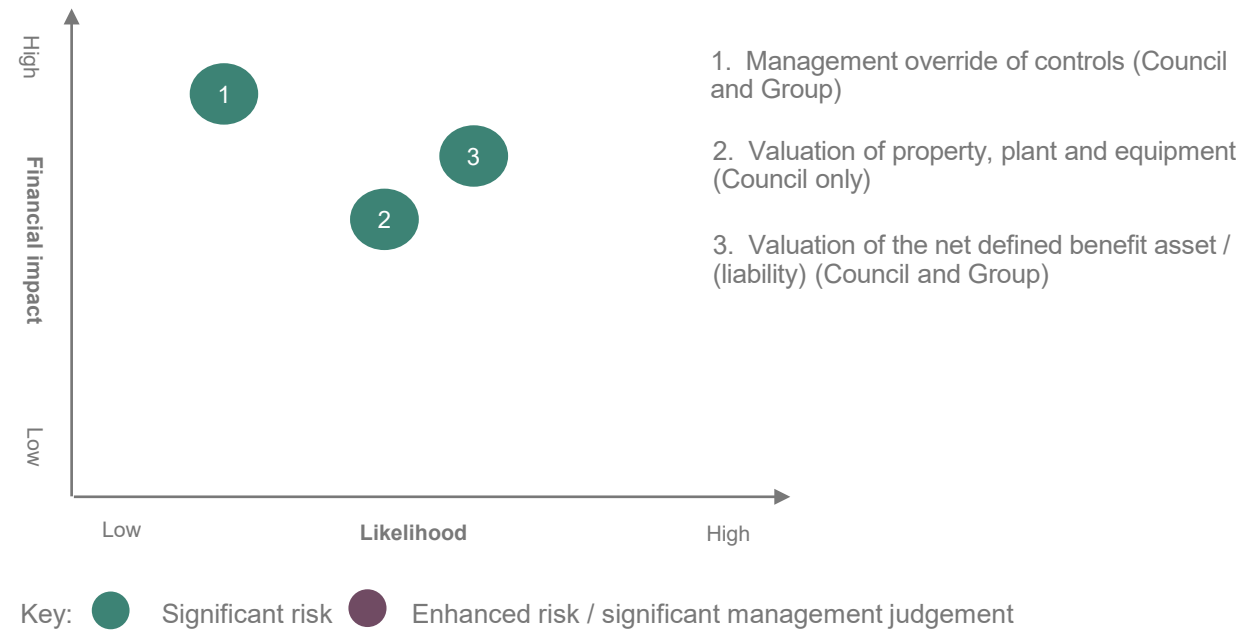 High
Financial impact
Low
1
3
2
1. Management override of controls (Council
and Group)
2. Valuation of property, plant and equipment
(Council only)
3. Valuation of the net defined benefit asset /
(liability) (Council and Group)
Low
Likelihood
High
Key: Significant risk Enhanced risk / significant management judgement